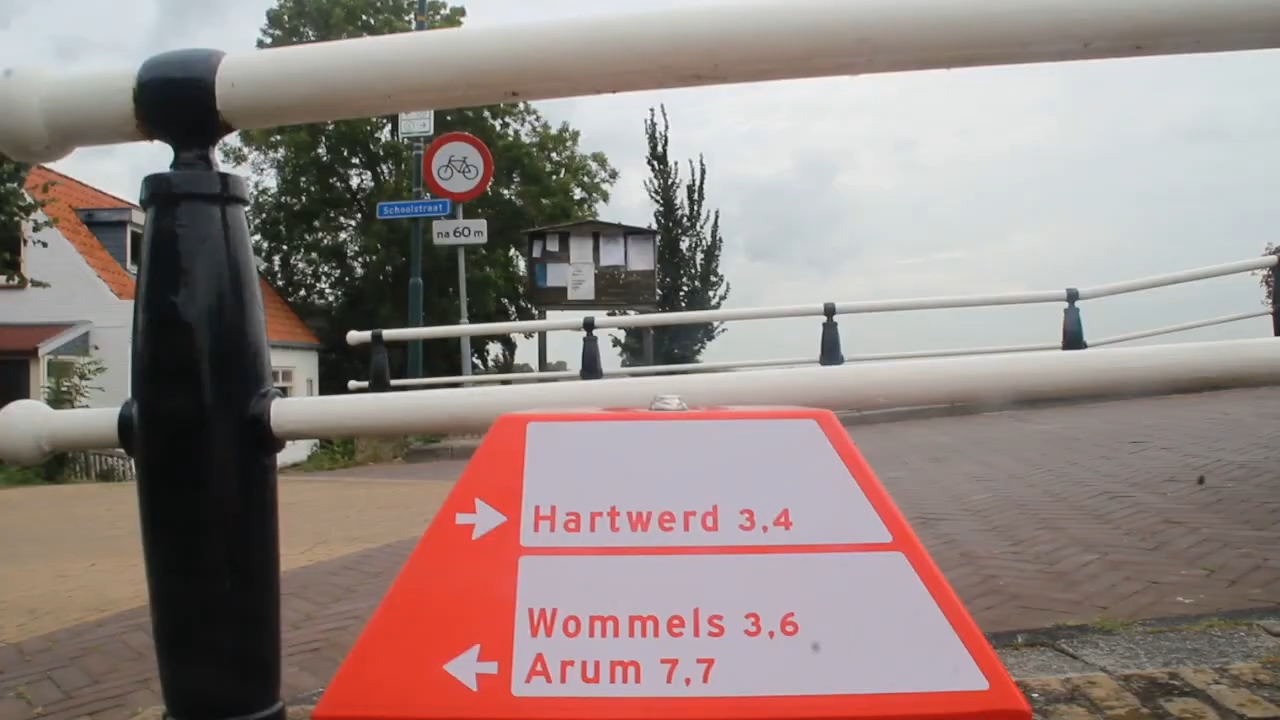 Schoolstraat
na 60 m
Hartwerd 3,4
Wommels 3,6
Arum 7,7